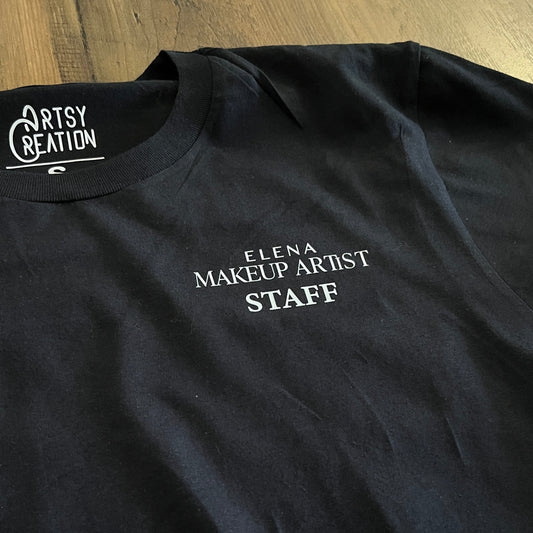 ARTSY
CREATION
S
ELENA
MAKEUP ARTIST
STAFF